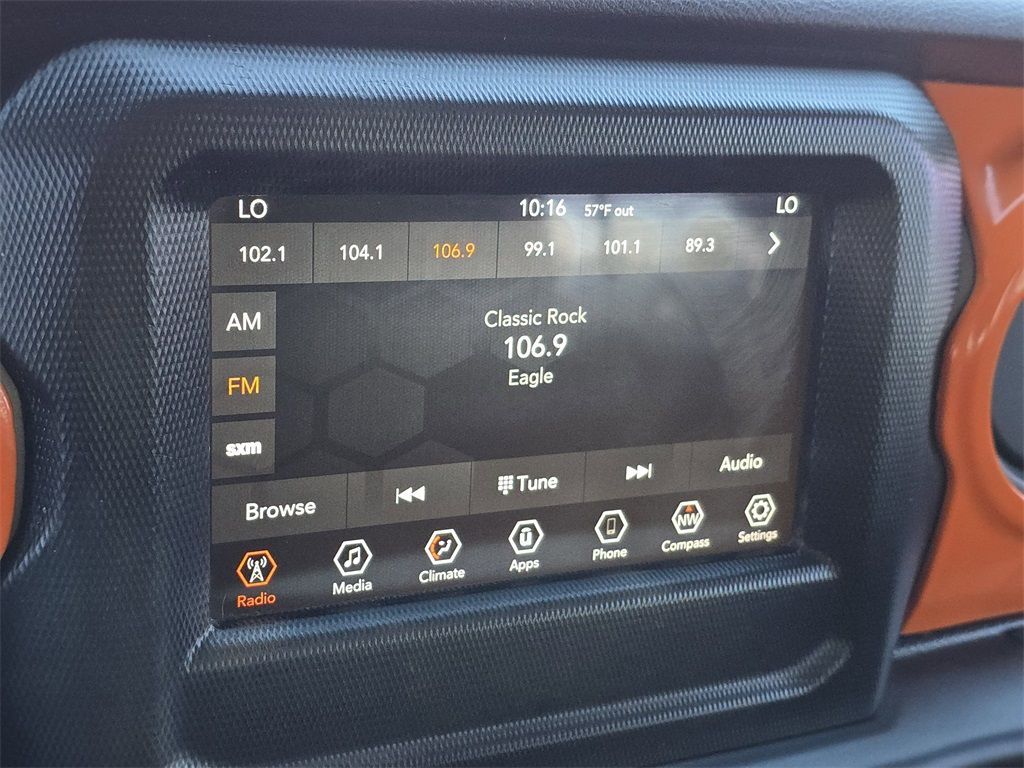 LO 10:16 57°F out LO
102.1 104.1 106.9 99.1 101.1 89.3
AM
FM
sxm
Classic Rock
106.9
Eagle
Browse Tune Audio
Radio Media Climate Apps Phone NW Compass Settings